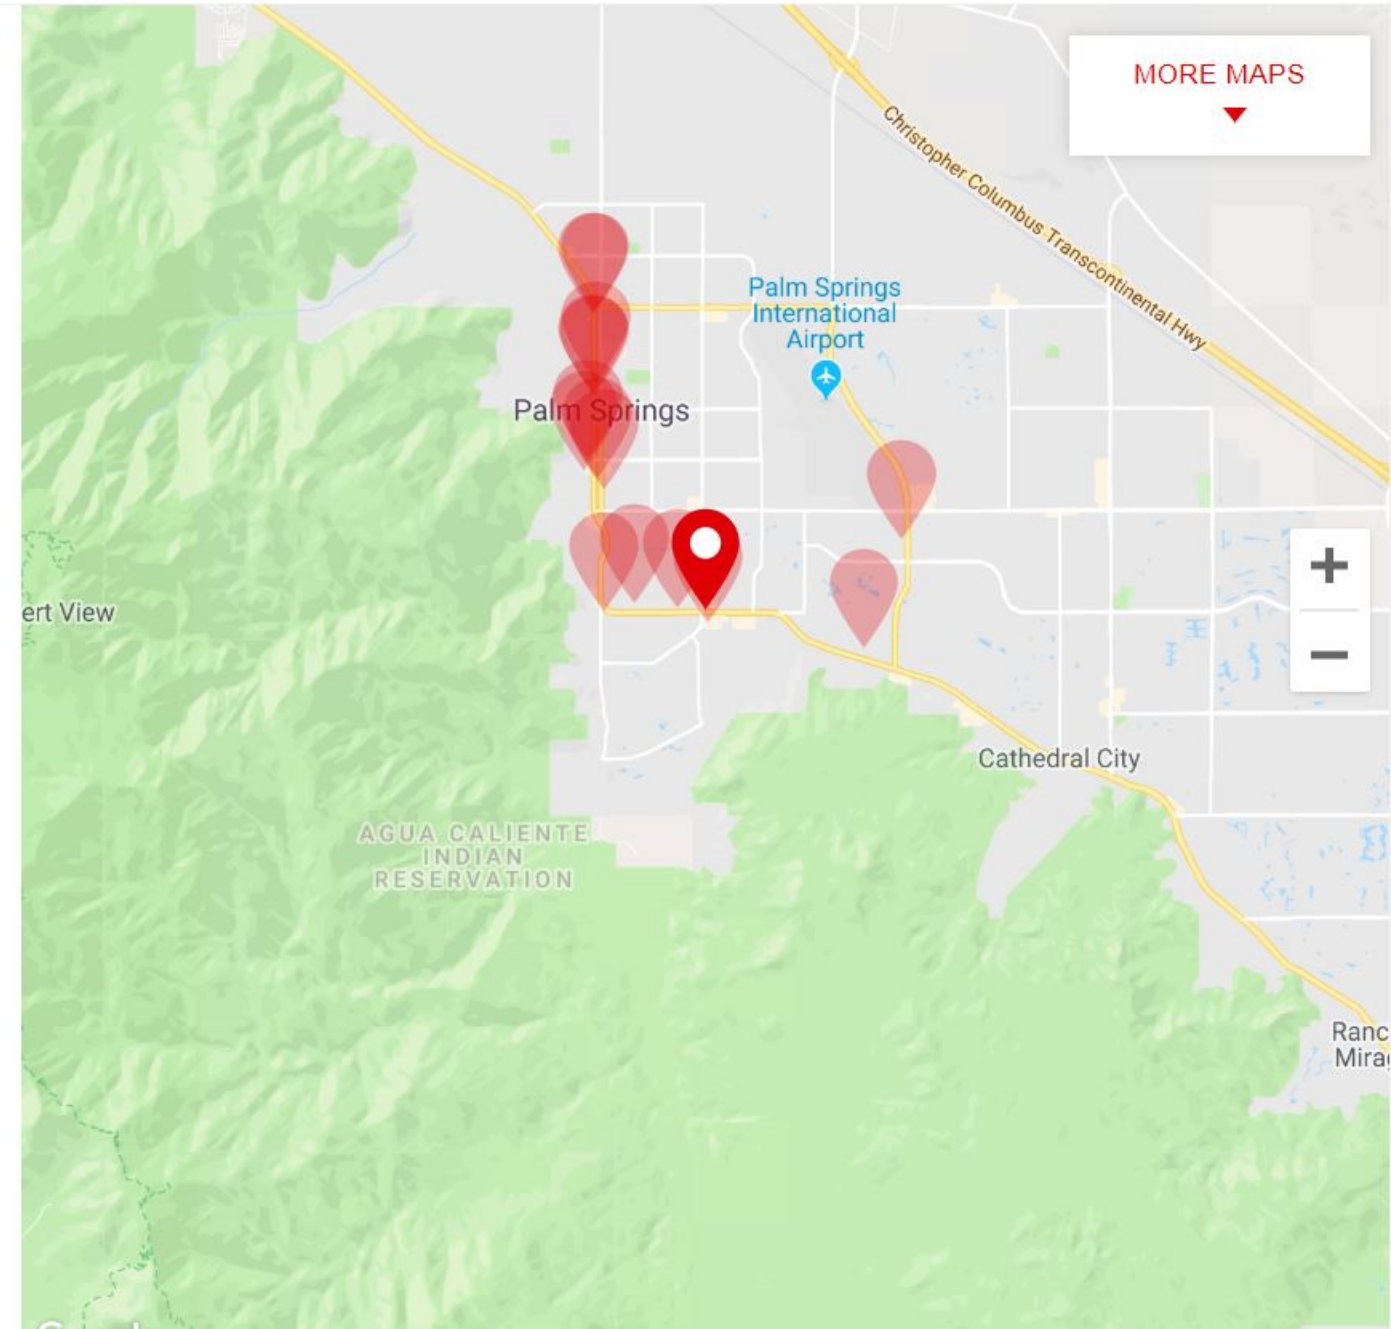 MORE MAPS
Christopher Columbus Transcontinental Hwy
Palm Springs
International
Airport
Palm Springs
ert View
+
−
Cathedral City
AGUA CALIENTE
INDIAN
RESERVATION
Ranc
Mira